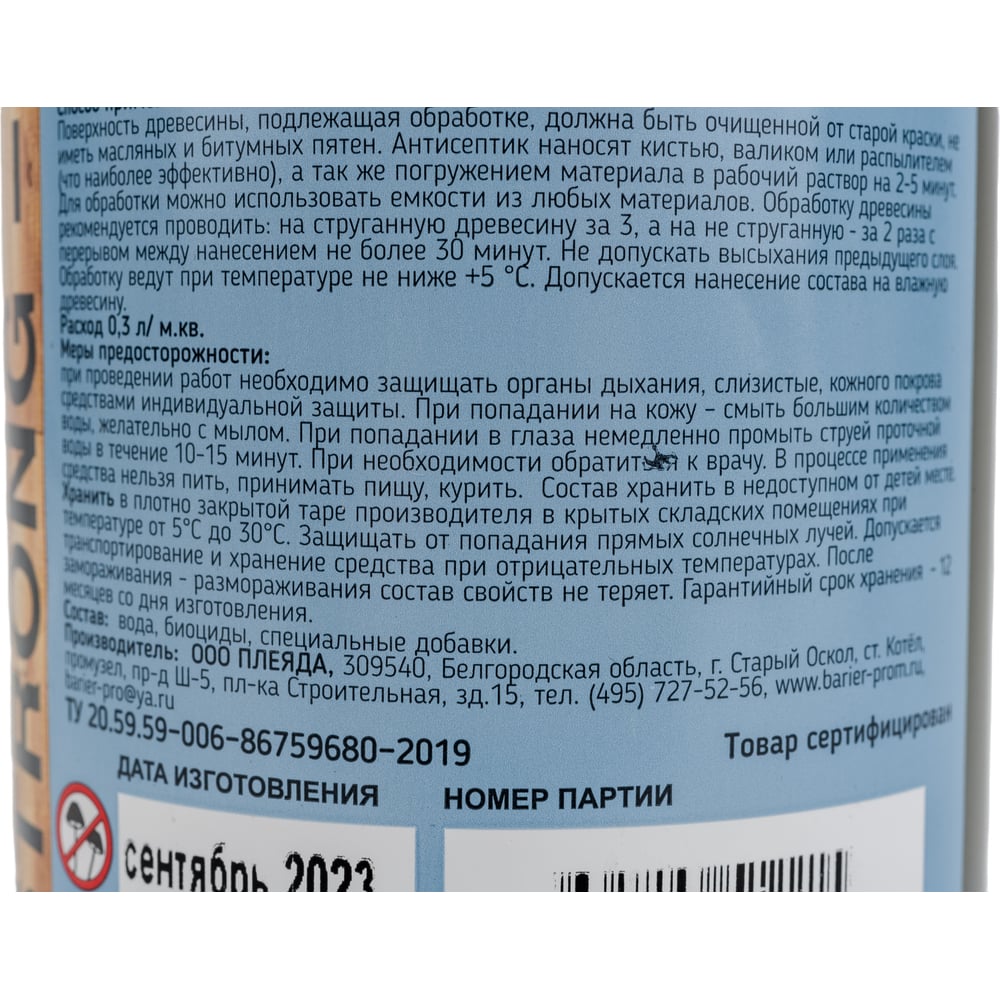 Способ приме
Поверхность древесины, подлежащая обработке, должна быть очищенной от старой краски, не
иметь масляных и битумных пятен. Антисептик наносят кистью, валиком или распылителем
(что наиболее эффективно), а так же погружением материала в рабочий раствор на 2-5 минут.
Для обработки можно использовать емкости из любых материалов. Обработку древесины
рекомендуется проводить: на струганную древесину за 3, а на не струганную - за 2 раза с
перерывом между нанесением не более 30 минут. Не допускать высыхания предыдущего слоя.
Обработку ведут при температуре не ниже +5 °С. Допускается нанесение состава на влажную
древесину.
Расход 0,3 л/ м.кв.
Меры предосторожности:
при проведении работ необходимо защищать органы дыхания, слизистые, кожного покрова
средствами индивидуальной защиты. При попадании на кожу – смыть большим количеством
воды, желательно с мылом. При попадании в глаза немедленно промыть струей проточной
воды в течение 10-15 минут. При необходимости обратиться к врачу. В процессе применения
средства нельзя пить, принимать пищу, курить. Состав хранить в недоступном от детей месте.
Хранить в плотно закрытой таре производителя в крытых складских помещениях при
температуре от 5°С до 30°С. Защищать от попадания прямых солнечных лучей. Допускается
транспортирование и хранение средства при отрицательных температурах. После
замораживания - размораживания состав свойств не теряет. Гарантийный срок хранения - 12
месяцев со дня изготовления.
Состав: вода, биоциды, специальные добавки.
Производитель: ООО ПЛЕЯДА, 309540, Белгородская область, г. Старый Оскол, ст. Котёл,
промузел, пр-д Ш-5, пл-ка Строительная, зд.15, тел. (495) 727-52-56, www.barier-prom.ru,
barier-pro@ya.ru
ТУ 20.59.59-006-86759680-2019
Товар сертифицирован
ДАТА ИЗГОТОВЛЕНИЯ
НОМЕР ПАРТИИ
сентябрь 2023
TRONG –